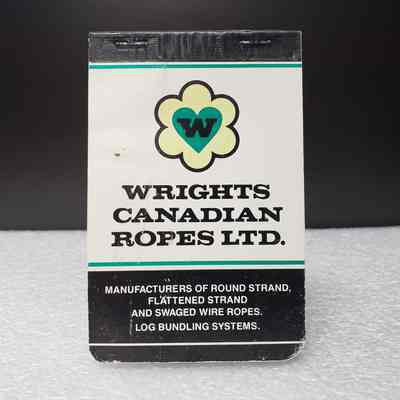 W
WRIGHTS
CANADIAN
ROPES LTD.
MANUFACTURERS OF ROUND STRAND,
FLATTENED STRAND
AND SWAGED WIRE ROPES.
LOG BUNDLING SYSTEMS.